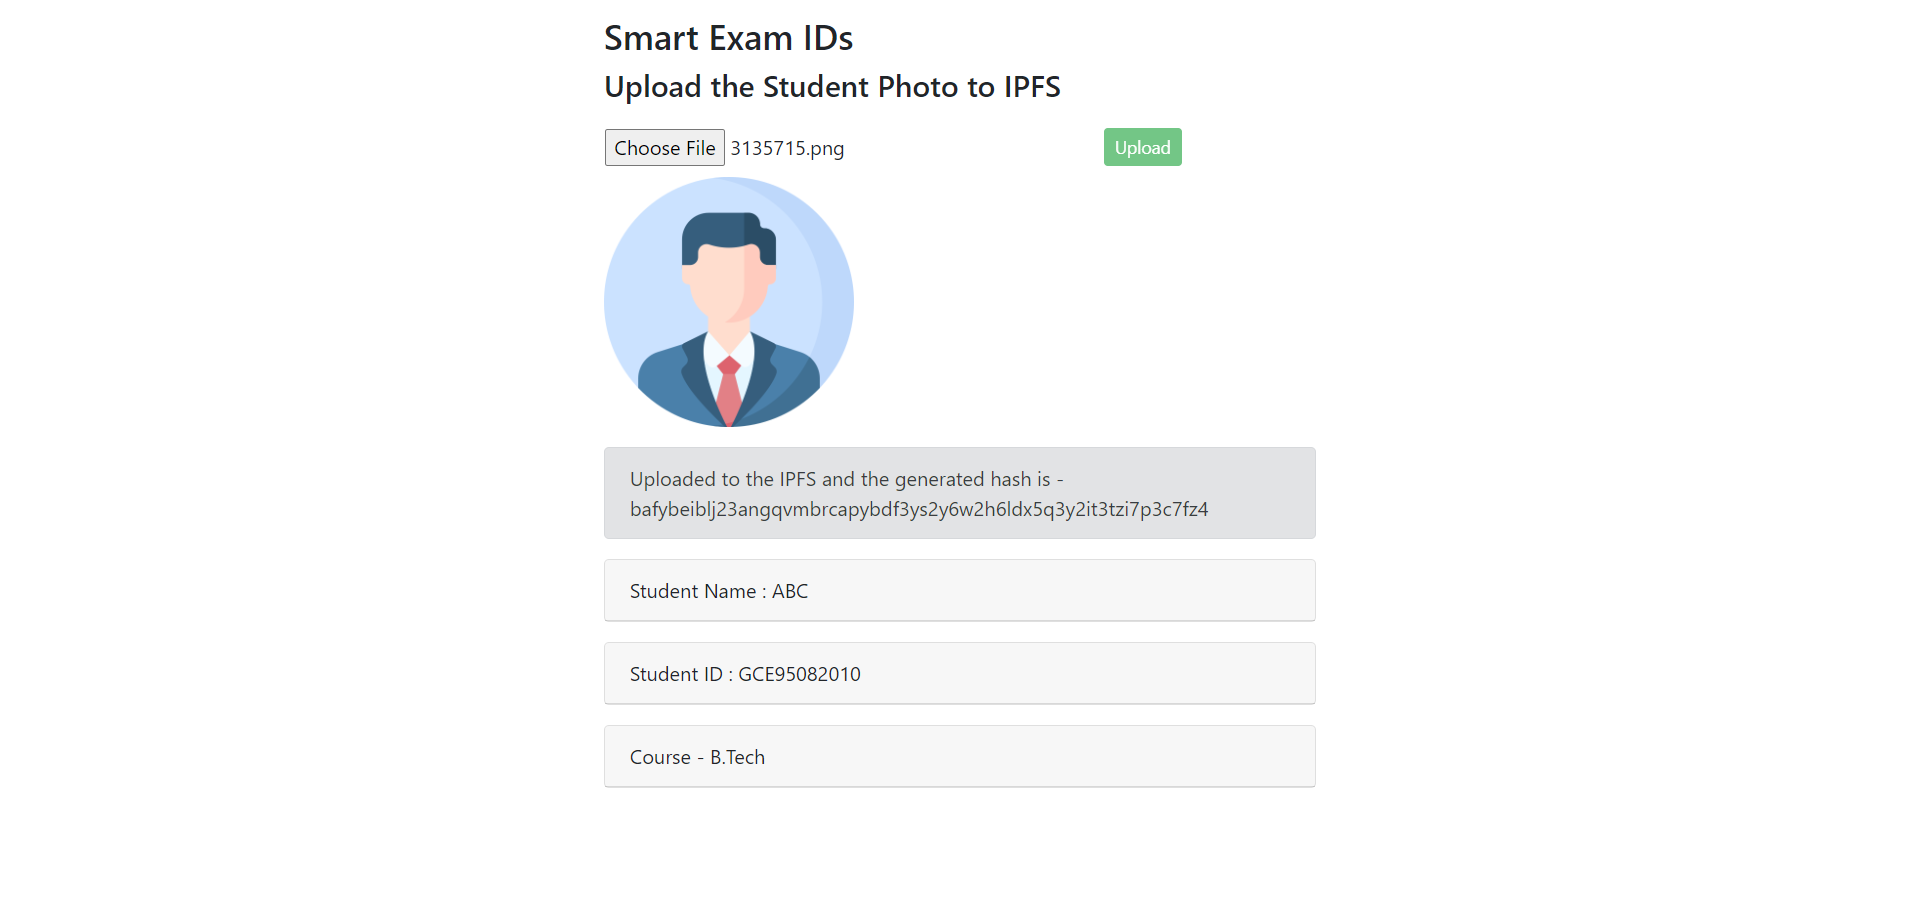 Smart Exam IDs
Upload the Student Photo to IPFS
Choose File 3135715.png Upload
Uploaded to the IPFS and the generated hash is -
bafybeiblj23angqvmbrcapybdf3ys2y6w2h6ldx5q3y2it3tzi7p3c7fz4
Student Name : ABC
Student ID : GCE95082010
Course - B.Tech